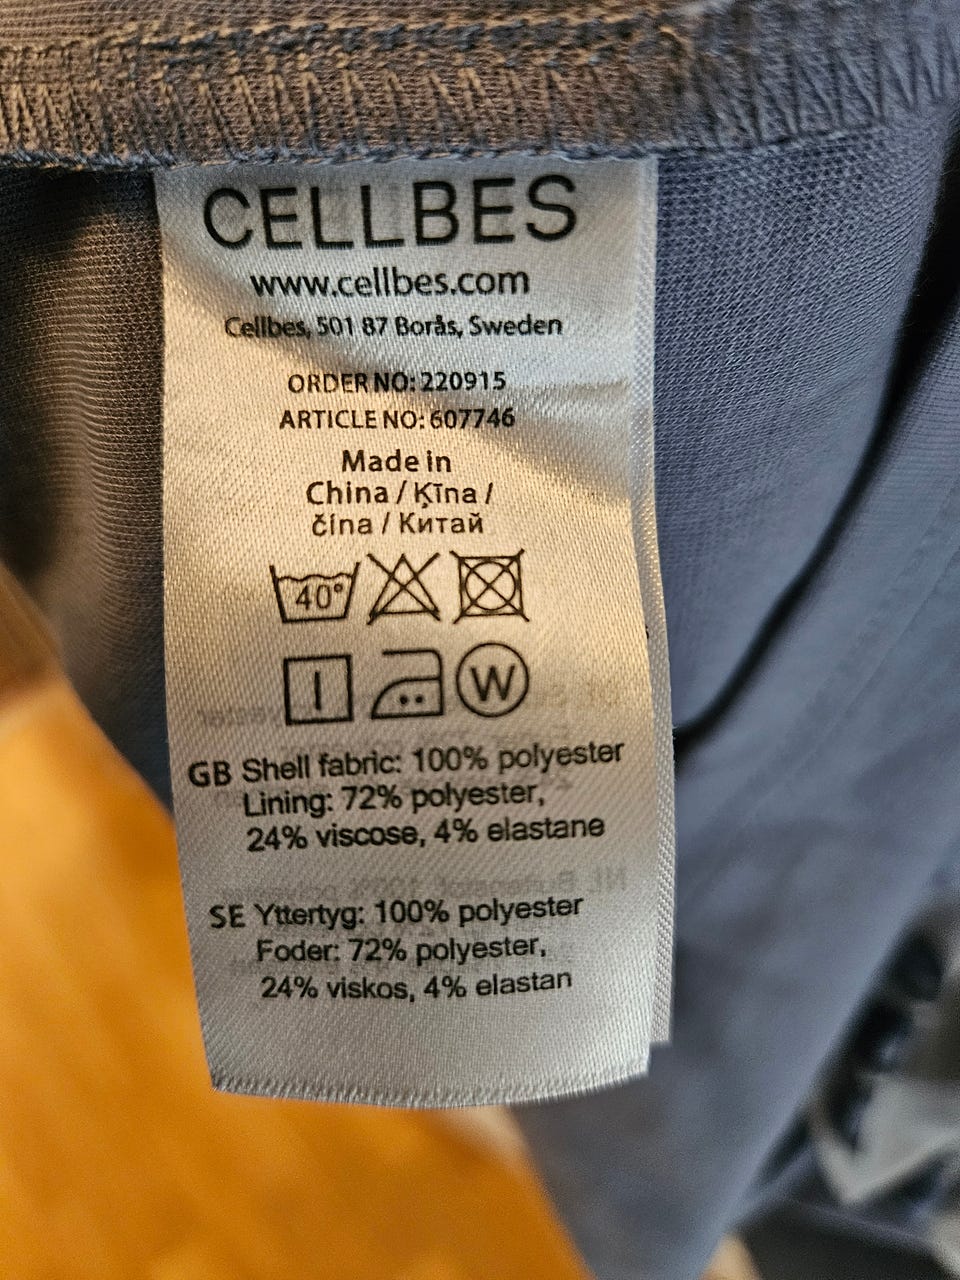 CELLBES
www.cellbes.com
Cellbes, 501 87 Borås, Sweden
ORDER NO: 220915
ARTICLE NO: 607746
Made in
China / Ķīna /
čína / Китай
40°
W
GB Shell fabric: 100% polyester
Lining: 72% polyester,
24% viscose, 4% elastane
SE Yttertyg: 100% polyester
Foder: 72% polyester,
24% viskos, 4% elastan